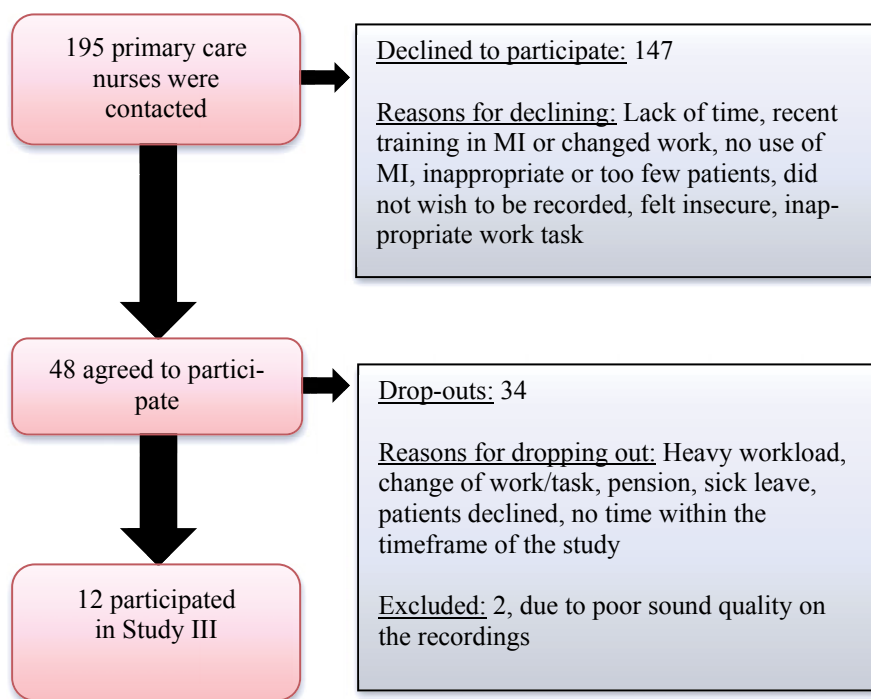 195 primary care
nurses were
contacted
Declined to participate: 147
Reasons for declining: Lack of time, recent
training in MI or changed work, no use of
MI, inappropriate or too few patients, did
not wish to be recorded, felt insecure, inap-
propriate work task
48 agreed to partici-
pate
Drop-outs: 34
Reasons for dropping out: Heavy workload,
change of work/task, pension, sick leave,
patients declined, no time within the
timeframe of the study
Excluded: 2, due to poor sound quality on
the recordings
12 participated
in Study III